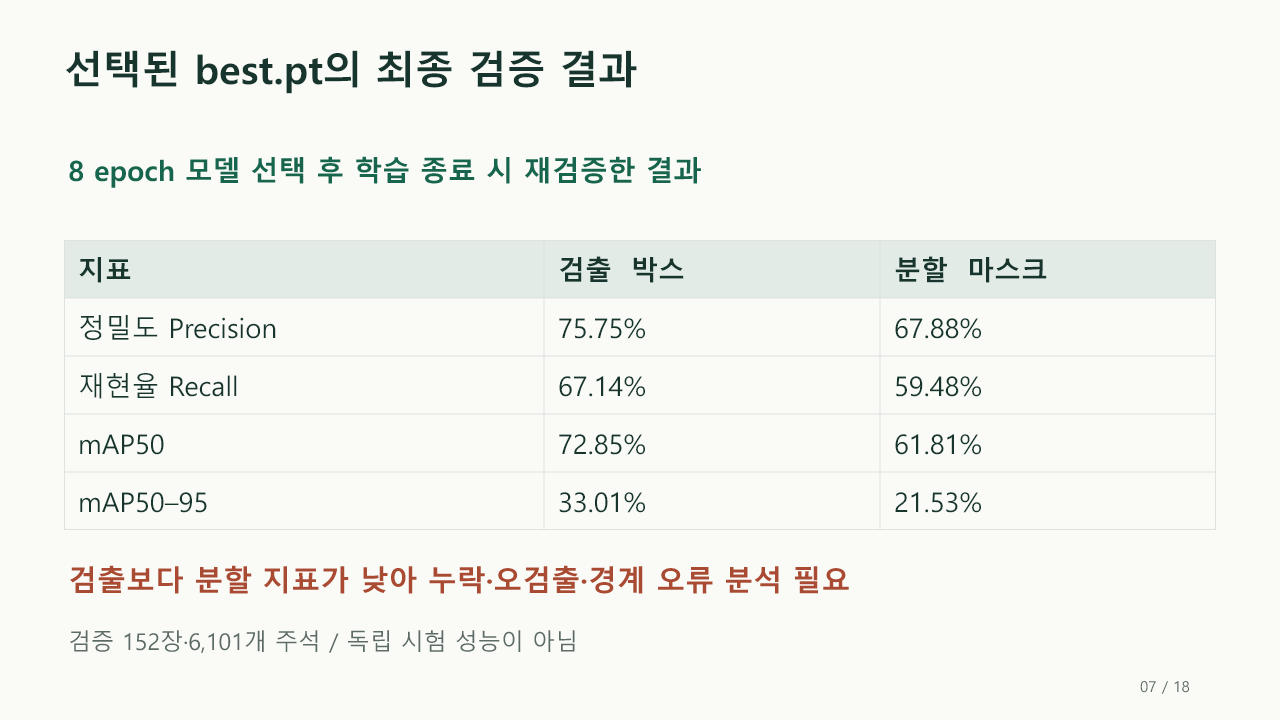 선택된 best.pt의 최종 검증 결과
8 epoch 모델 선택 후 학습 종료 시 재검증한 결과
지표 검출 박스 분할 마스크
정밀도 Precision 75.75% 67.88%
재현율 Recall 67.14% 59.48%
mAP50 72.85% 61.81%
mAP50–95 33.01% 21.53%
검출보다 분할 지표가 낮아 누락·오검출·경계 오류 분석 필요
검증 152장·6,101개 주석 / 독립 시험 성능이 아님
07 / 18